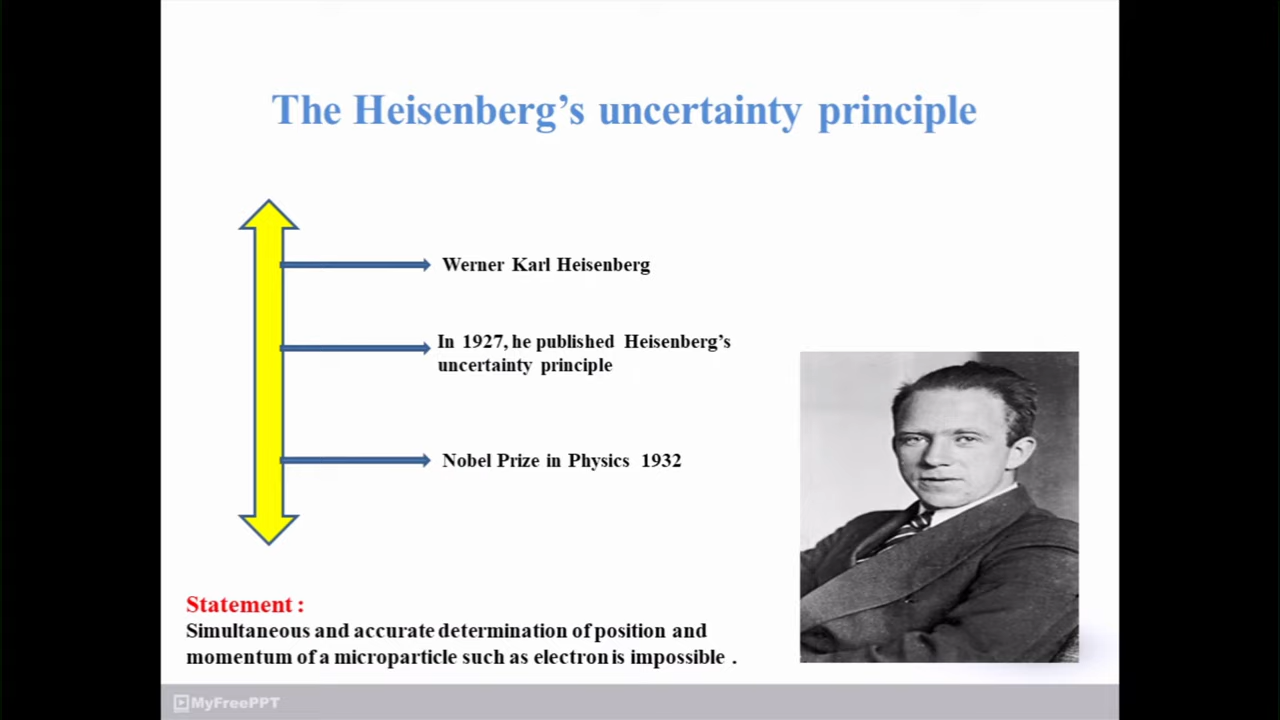 The Heisenberg’s uncertainty principle
Werner Karl Heisenberg
In 1927, he published Heisenberg’s
uncertainty principle
Nobel Prize in Physics 1932
Statement :
Simultaneous and accurate determination of position and
momentum of a microparticle such as electron is impossible .
MyFreePPT